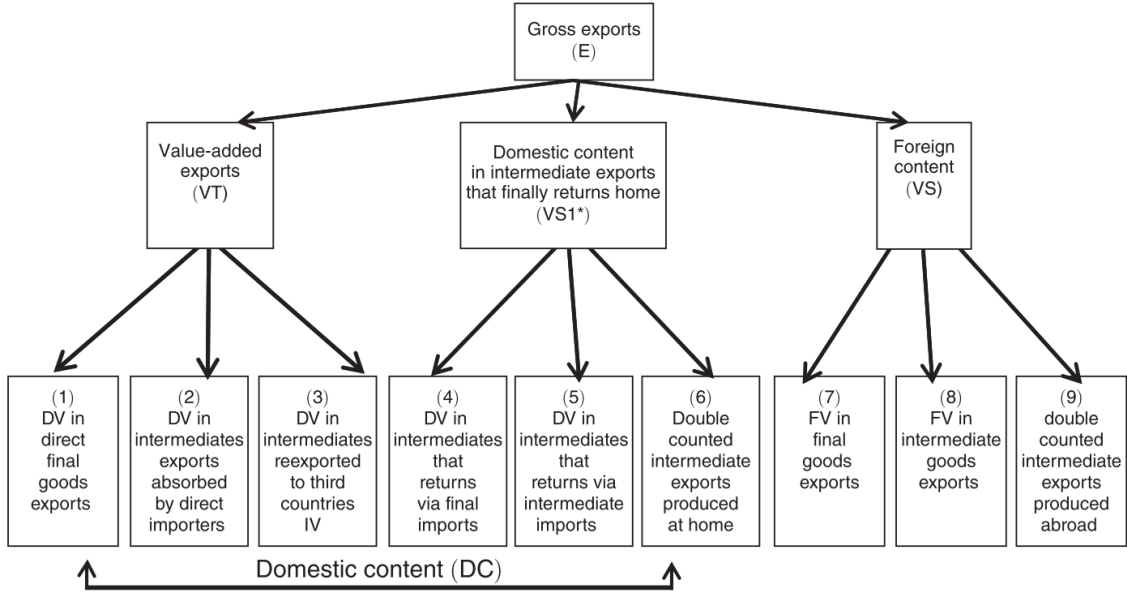 Gross exports
(E)
Value-added
exports
(VT)
Domestic content
in intermediate exports
that finally returns home
(VS1*)
Foreign
content
(VS)
(1)
DV in
direct
final
goods
exports
(2)
DV in
intermediates
exports
absorbed
by direct
importers
(3)
DV in
intermediates
reexported
to third
countries
IV
(4)
DV in
intermediates
that
returns
via final
imports
(5)
DV in
intermediates
that
returns via
intermediate
imports
(6)
Double
counted
intermediate
exports
produced
at home
(7)
FV in
final
goods
exports
(8)
FV in
intermediate
goods
exports
(9)
double
counted
intermediate
exports
produced
abroad
Domestic content (DC)